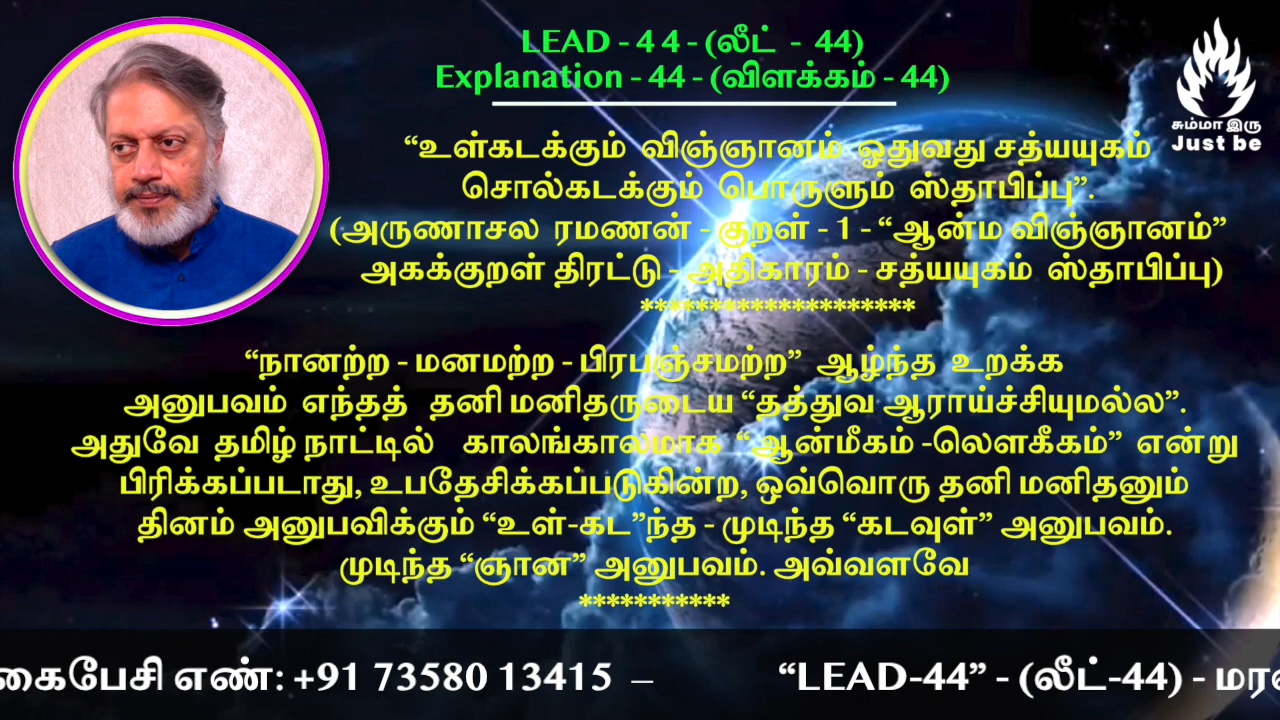 LEAD - 4 4 - (லீட் - 44)
Explanation - 44 - (விளக்கம் - 44)
சும்மா இரு
Just be
“உள்கடக்கும் விஞ்ஞானம் ஓதுவது சத்யயுகம்
சொல்கடக்கும் பொருளும் ஸ்தாபிப்பு”.
(அருணாசல ரமணன் - குறள் - 1 - “ஆன்ம விஞ்ஞானம்”
அகக்குறள் திரட்டு - அதிகாரம் - சத்யயுகம் ஸ்தாபிப்பு)
********************
“நானற்ற - மனமற்ற - பிரபஞ்சமற்ற” ஆழ்ந்த உறக்க
அனுபவம் எந்தத் தனி மனிதருடைய “தத்துவ ஆராய்ச்சியுமல்ல”.
அதுவே தமிழ் நாட்டில் காலங்காலமாக “ஆன்மீகம் -லௌகீகம்” என்று
பிரிக்கப்படாது, உபதேசிக்கப்படுகின்ற, ஒவ்வொரு தனி மனிதனும்
தினம் அனுபவிக்கும் “உள்-கட”ந்த - முடிந்த “கடவுள்” அனுபவம்.
முடிந்த “ஞான” அனுபவம். அவ்வளவே
***********
கைபேசி எண்: +91 73580 13415 – “LEAD-44” - (லீட்-44) - மர